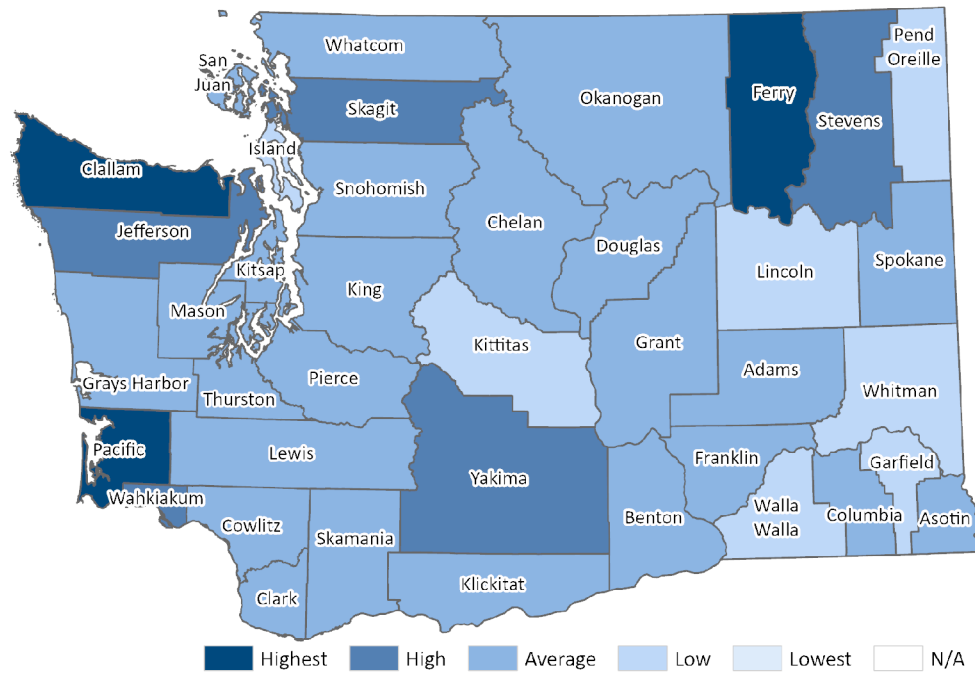 Whatcom
San
Juan
Skagit
Okanogan
Ferry
Stevens
Pend
Oreille
Island
Clallam
Snohomish
Chelan
Jefferson
Douglas
Kitsap
King
Lincoln
Spokane
Mason
Kittitas
Grant
Grays Harbor
Thurston
Pierce
Adams
Whitman
Pacific
Lewis
Yakima
Franklin
Garfield
Wahkiakum
Cowlitz
Skamania
Benton
Walla
Walla
Columbia
Asotin
Clark
Klickitat
Highest
High
Average
Low
Lowest
N/A